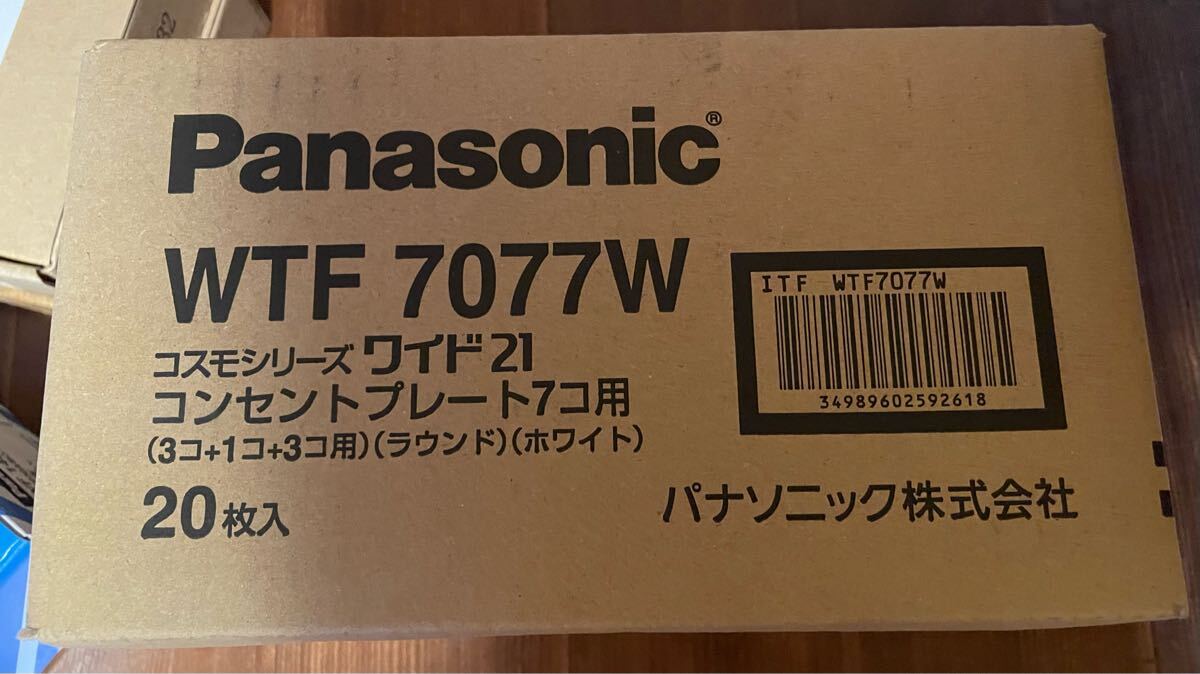 Panasonic®
WTF 7077W
コスモシリーズ ワイド21
コンセントプレート7コ用
(3コ+1コ+3コ用)(ラウンド)(ホワイト)
20枚入
ITF WTF7077W
34989602592618
パナソニック株式会社